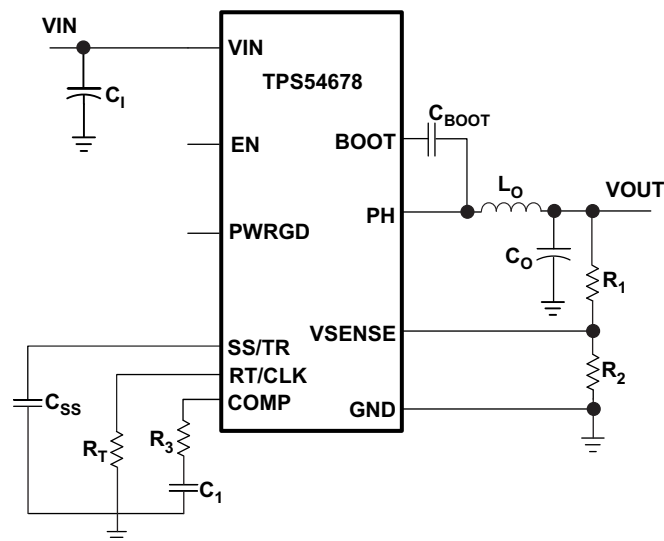 VIN
VIN
TPS54678
C_I
C_BOOT
EN
BOOT
L_O
VOUT
PH
PWRGD
C_O
R_1
SS/TR
VSENSE
RT/CLK
R_2
C_SS
COMP
GND
R_T
R_3
C_1